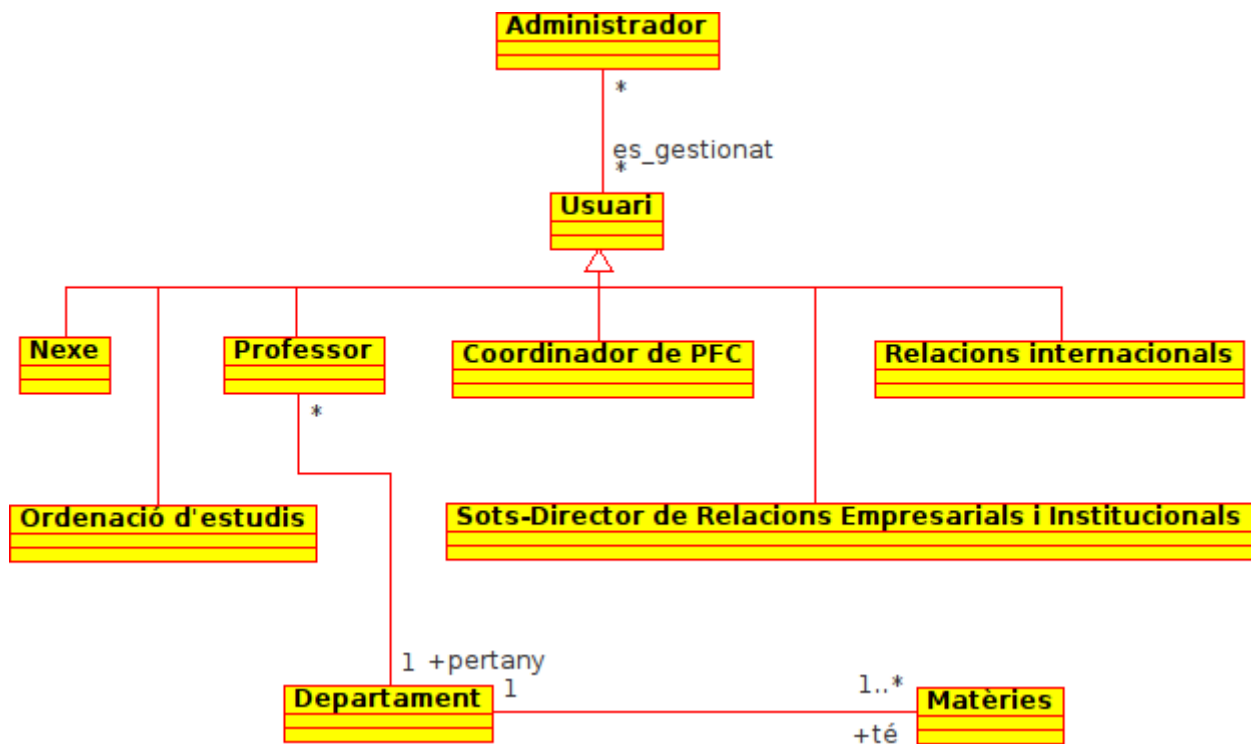 Administrador
*
es_gestionat
*
Usuari
Nexe
Professor
Coordinador de PFC
Relacions internacionals
*
Ordenació d'estudis
Sots-Director de Relacions Empresarials i Institucionals
1 +pertany
Departament
1
1..*
Matèries
+té